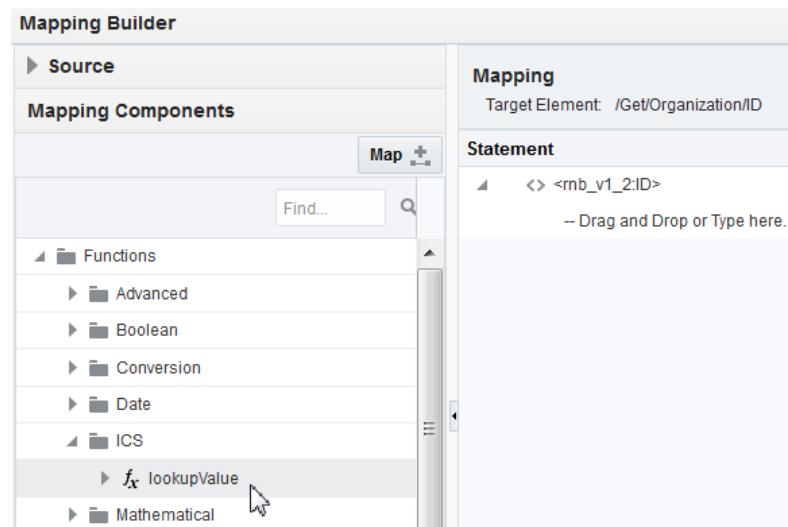 Mapping Builder
Source
Mapping Components
Map
Find...
Functions
Advanced
Boolean
Conversion
Date
ICS
fx lookupValue
Mathematical
Mapping
Target Element: /Get/Organization/ID
Statement
<> <rnb_v1_2:ID>
-- Drag and Drop or Type here.